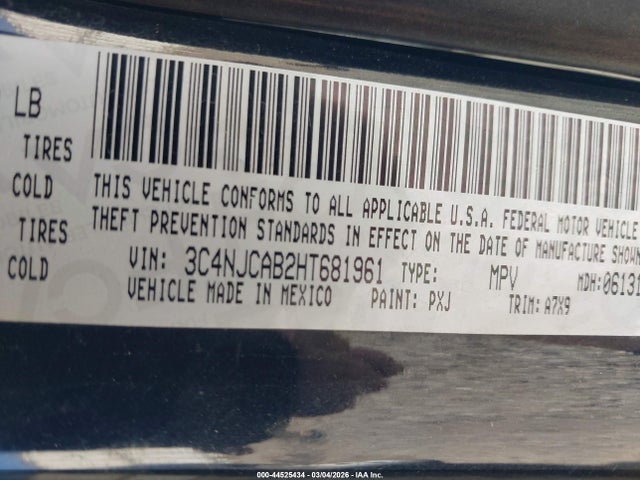 LB
TIRES
COLD
TIRES
COLD
THIS VEHICLE CONFORMS TO ALL APPLICABLE U.S.A. FEDERAL MOTOR VEHICLE
THEFT PREVENTION STANDARDS IN EFFECT ON THE DATE OF MANUFACTURE SHOWN
VIN: 3C4NJCAB2HT681961 TYPE: MPV MDH:06131
VEHICLE MADE IN MEXICO PAINT: PXJ TRIM: A7X9
000-44525434 - 03/04/2026 - IAA Inc.